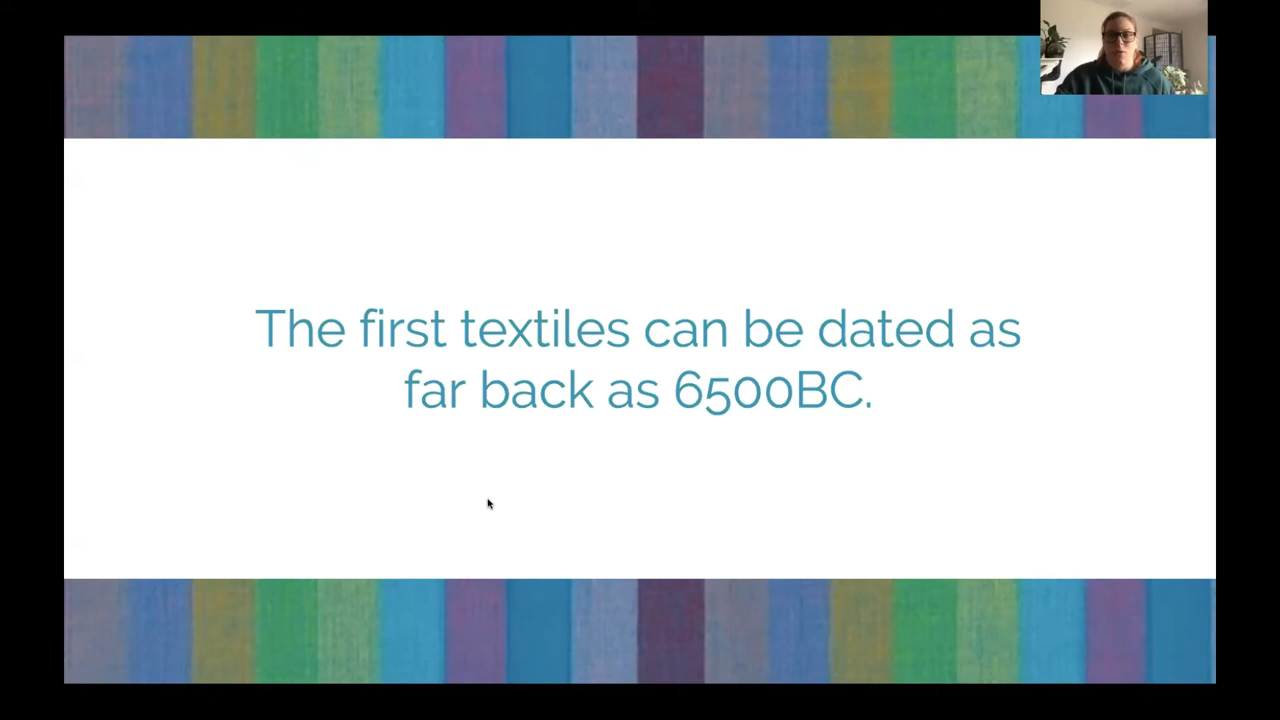 The first textiles can be dated as
far back as 6500BC.